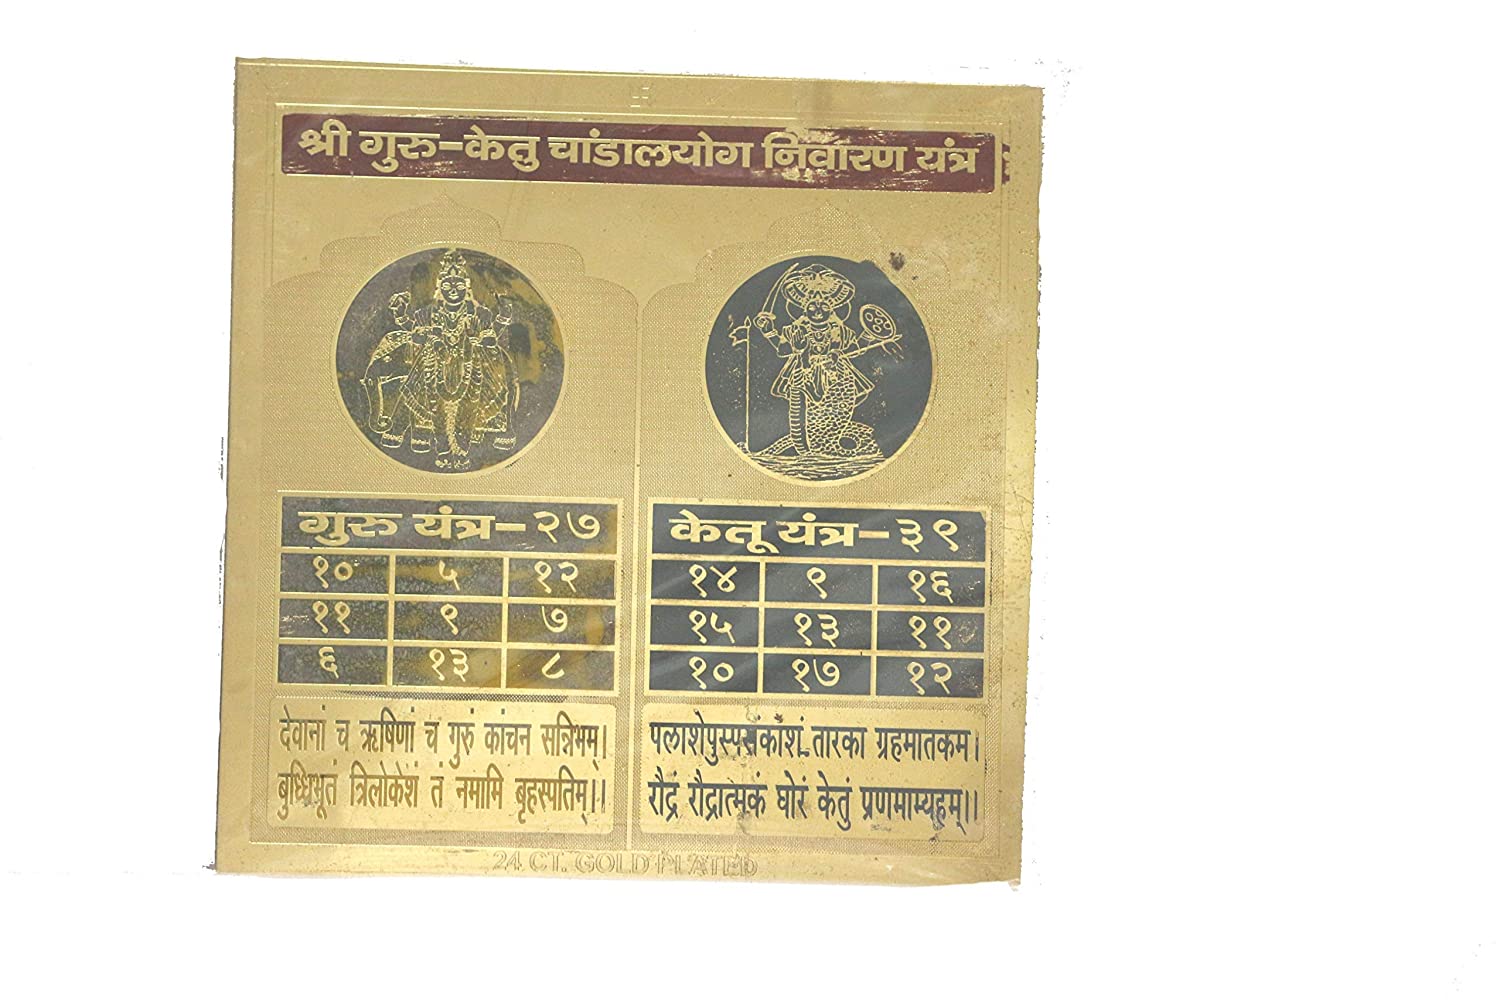 श्री गुरु-केतु चांडालयोग निवारण यंत्र
गुरु यंत्र-२७
१० ५ १२
११ ९ ७
६ १३ ८
देवानां च ऋषिणां च गुरुं कांचन सन्निभम्।
बुध्धिभूतं त्रिलोकेशं तं नमामि बृहस्पतिम्।।
केतू यंत्र-३९
१४ ९ १६
१५ १३ ११
१० १७ १२
पलाशेपुस्पसंकाशं तारका ग्रहमातकम।
रौद्रं रौद्रात्मकं घोरं केतुं प्रणमाम्यहम्।।
24 CT. GOLD PLATED